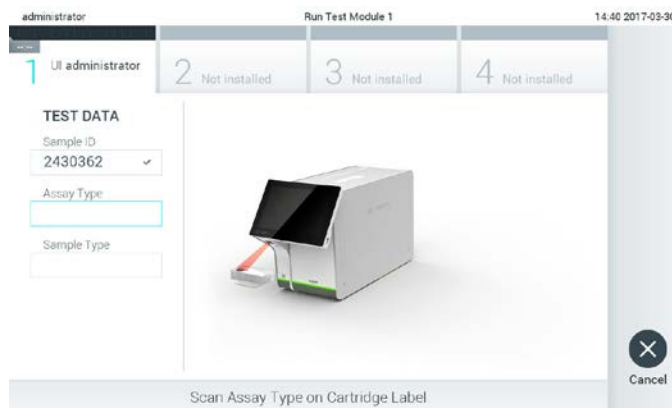 administrator Run Test Module 1 14:40 2017-03-30
1 UI administrator
2 Not installed
3 Not installed
4 Not installed
TEST DATA
Sample ID
2430362
Assay Type
Sample Type
Cancel
Scan Assay Type on Cartridge Label